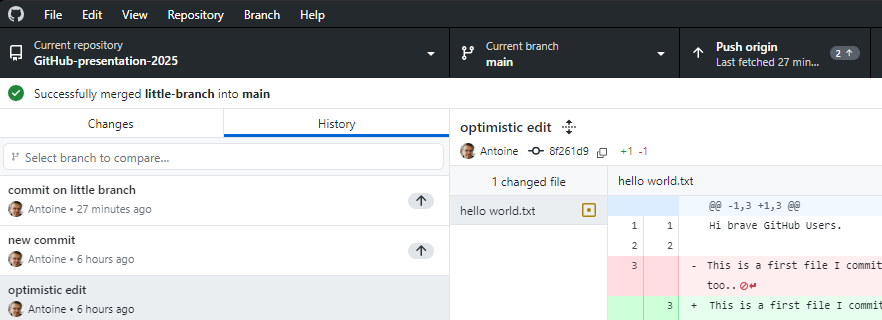 File Edit View Repository Branch Help
Current repository
GitHub-presentation-2025
Current branch
main
Push origin
Last fetched 27 min...
2
Successfully merged little-branch into main
Changes
History
Select branch to compare...
commit on little branch
Antoine • 27 minutes ago
new commit
Antoine • 6 hours ago
optimistic edit
Antoine • 6 hours ago
optimistic edit
Antoine 8f261d9 +1 -1
1 changed file
hello world.txt
hello world.txt
@@ -1,3 +1,3 @@
1 1 Hi brave GitHub Users.
2 2
3 - This is a first file I commit
too..
3 + This is a first file I commit